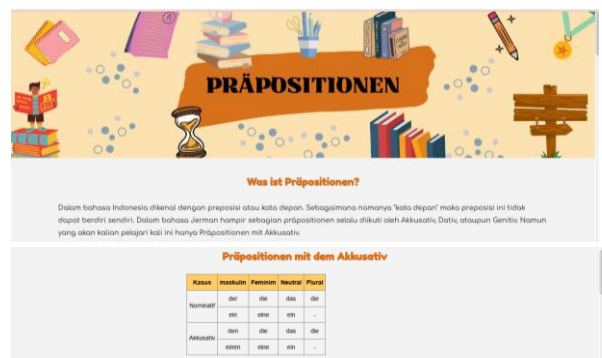 PRÄPOSITIONEN
Was ist Präpositionen?
Dalam bahasa Indonesia dikenal dengan preposisi atau kata depan. Sebagaimana namanya "kata depan" maka preposisi ini tidak
dapat berdiri sendiri. Dalam bahasa Jerman hampir sebagian präpositionen selalu diikuti oleh Akkusativ, Dativ, ataupun Genitiv. Namun
yang akan kalian pelajari kali ini hanya Präpositionen mit Akkusativ.
Präpositionen mit dem Akkusativ
Kasus maskulin Feminim Neutral Plural
Nominatif
der die das die
ein eine ein -
Akkusativ
den die das die
einen eine ein -